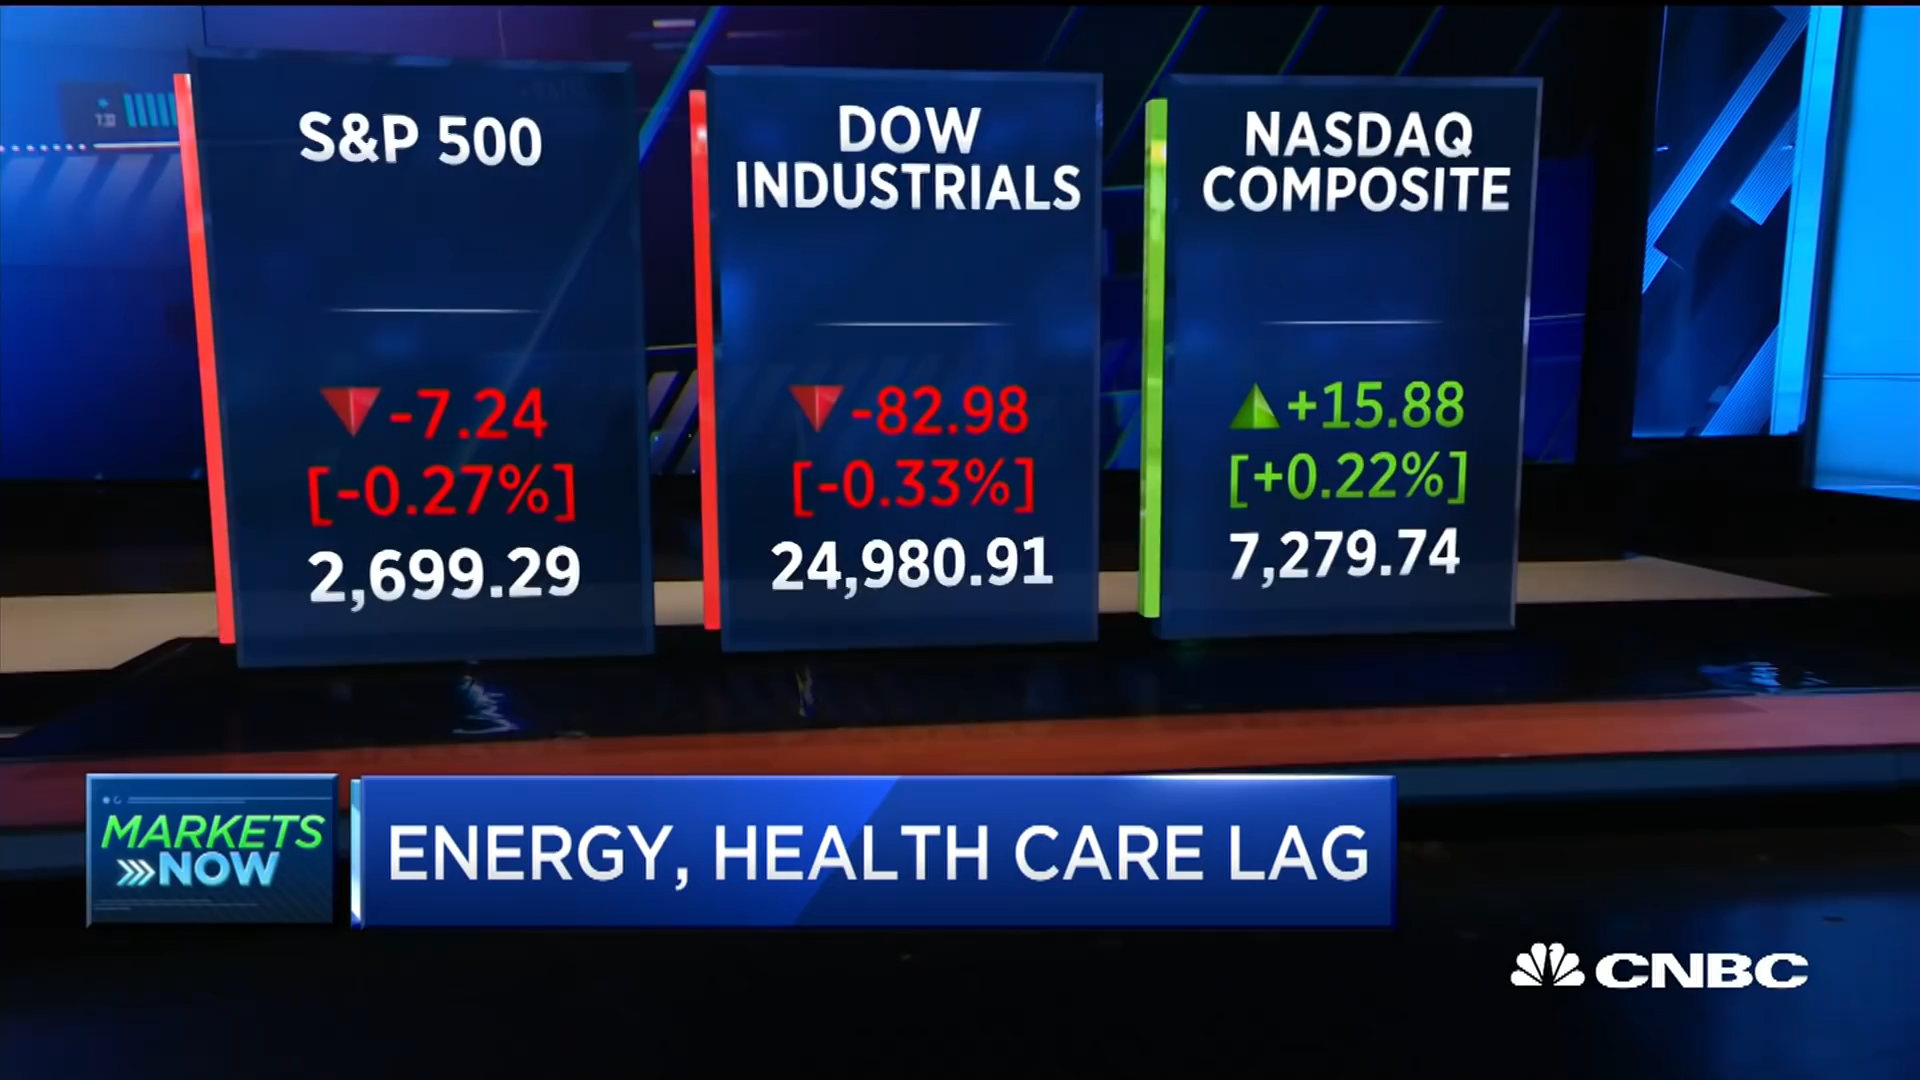 S&P 500
-7.24
[-0.27%]
2,699.29
DOW
INDUSTRIALS
-82.98
[-0.33%]
24,980.91
NASDAQ
COMPOSITE
+15.88
[+0.22%]
7,279.74
MARKETS
NOW
ENERGY, HEALTH CARE LAG
CNBC